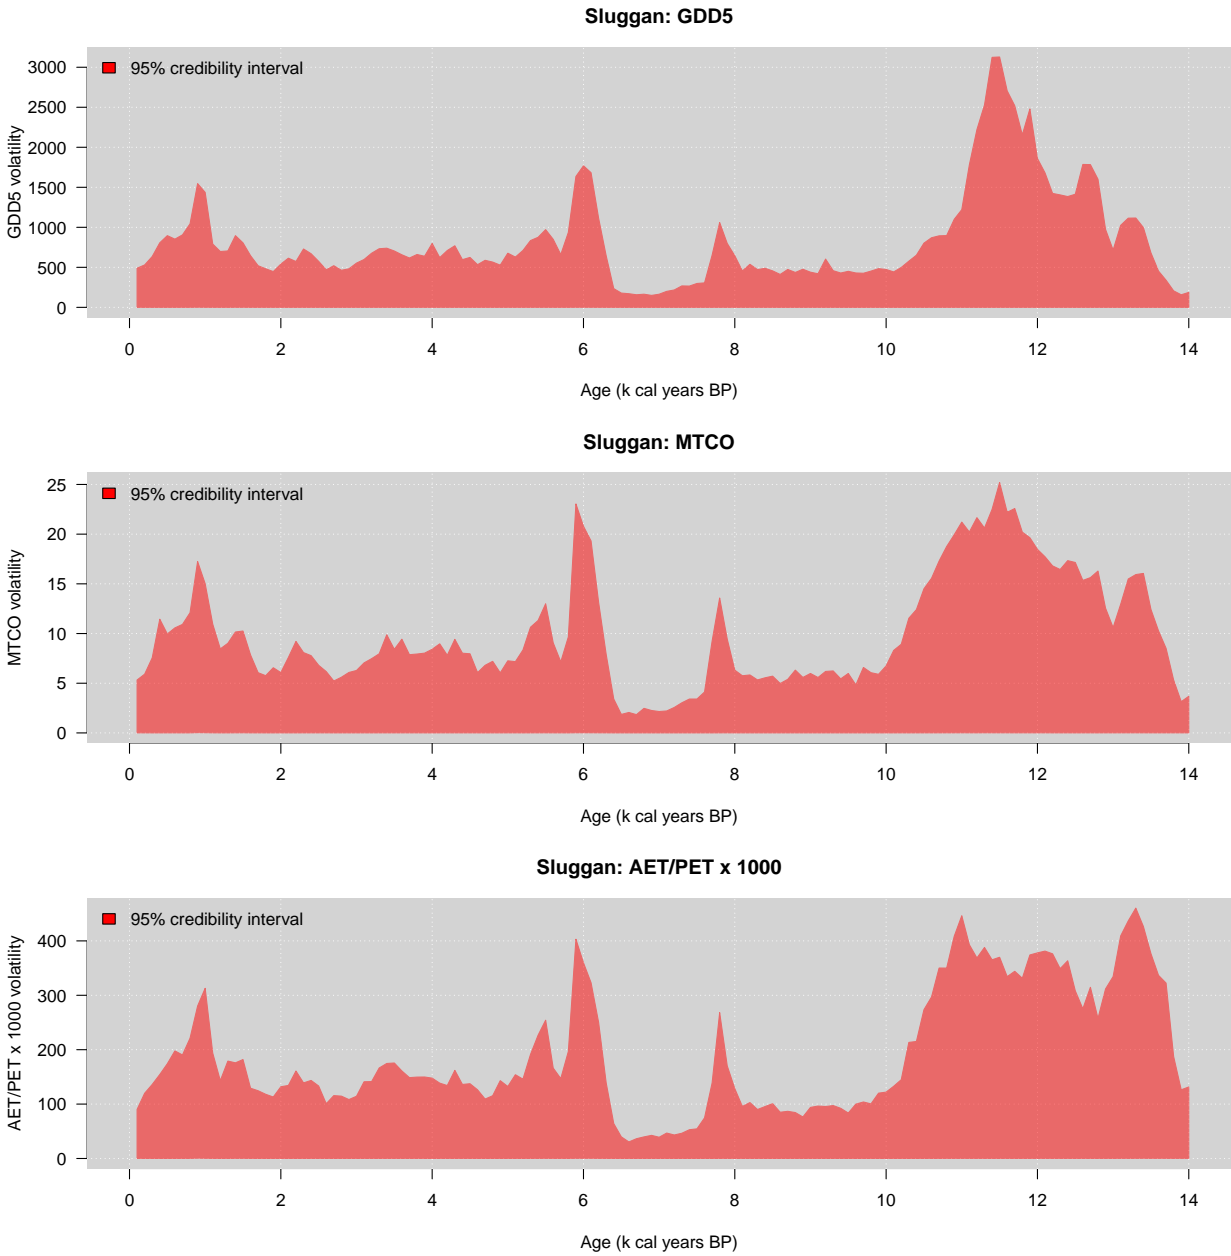 Sluggan: GDD5
95% credibility interval
GDD5 volatility
3000
2500
2000
1500
1000
500
0
0 2 4 6 8 10 12 14
Age (k cal years BP)
Sluggan: MTCO
95% credibility interval
MTCO volatility
25
20
15
10
5
0
0 2 4 6 8 10 12 14
Age (k cal years BP)
Sluggan: AET/PET x 1000
95% credibility interval
AET/PET x 1000 volatility
400
300
200
100
0
0 2 4 6 8 10 12 14
Age (k cal years BP)